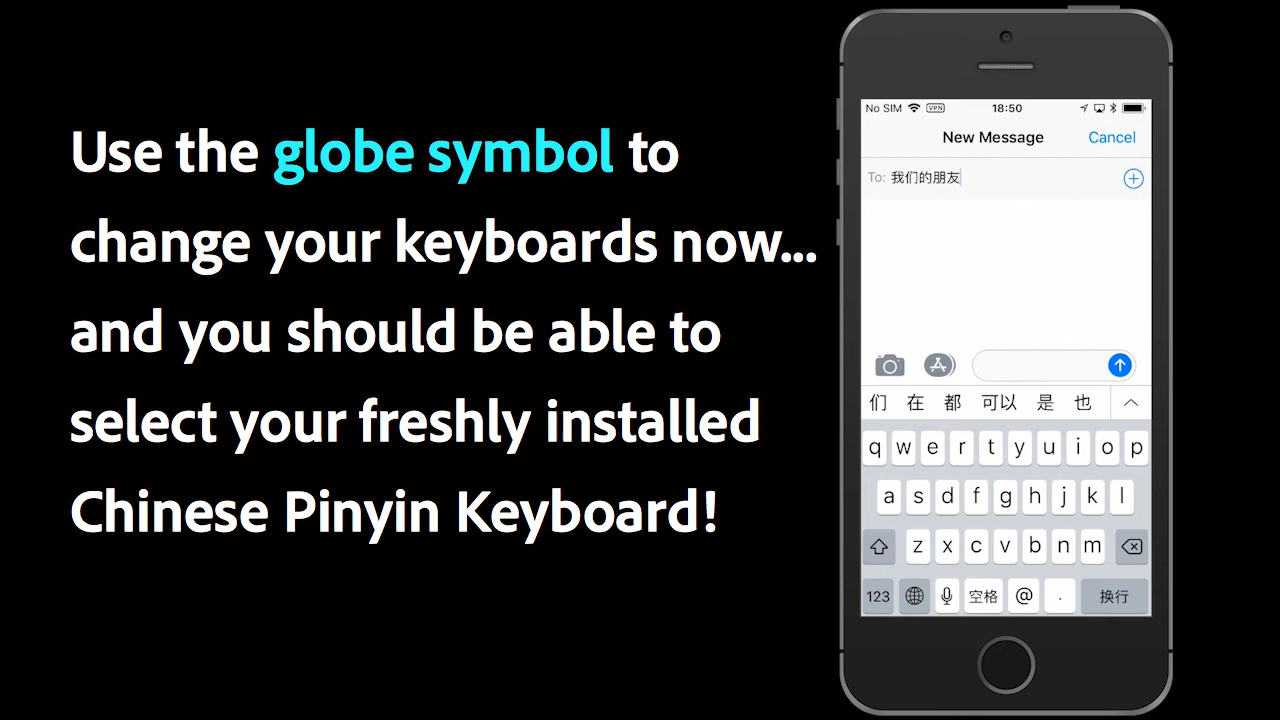 Use the globe symbol to
change your keyboards now...
and you should be able to
select your freshly installed
Chinese Pinyin Keyboard!
No SIM VPN 18:50
New Message Cancel
To: 我们的朋友
们 在 都 可以 是 也
q w e r t y u i o p
a s d f g h j k l
z x c v b n m
123 空格 @ . 换行